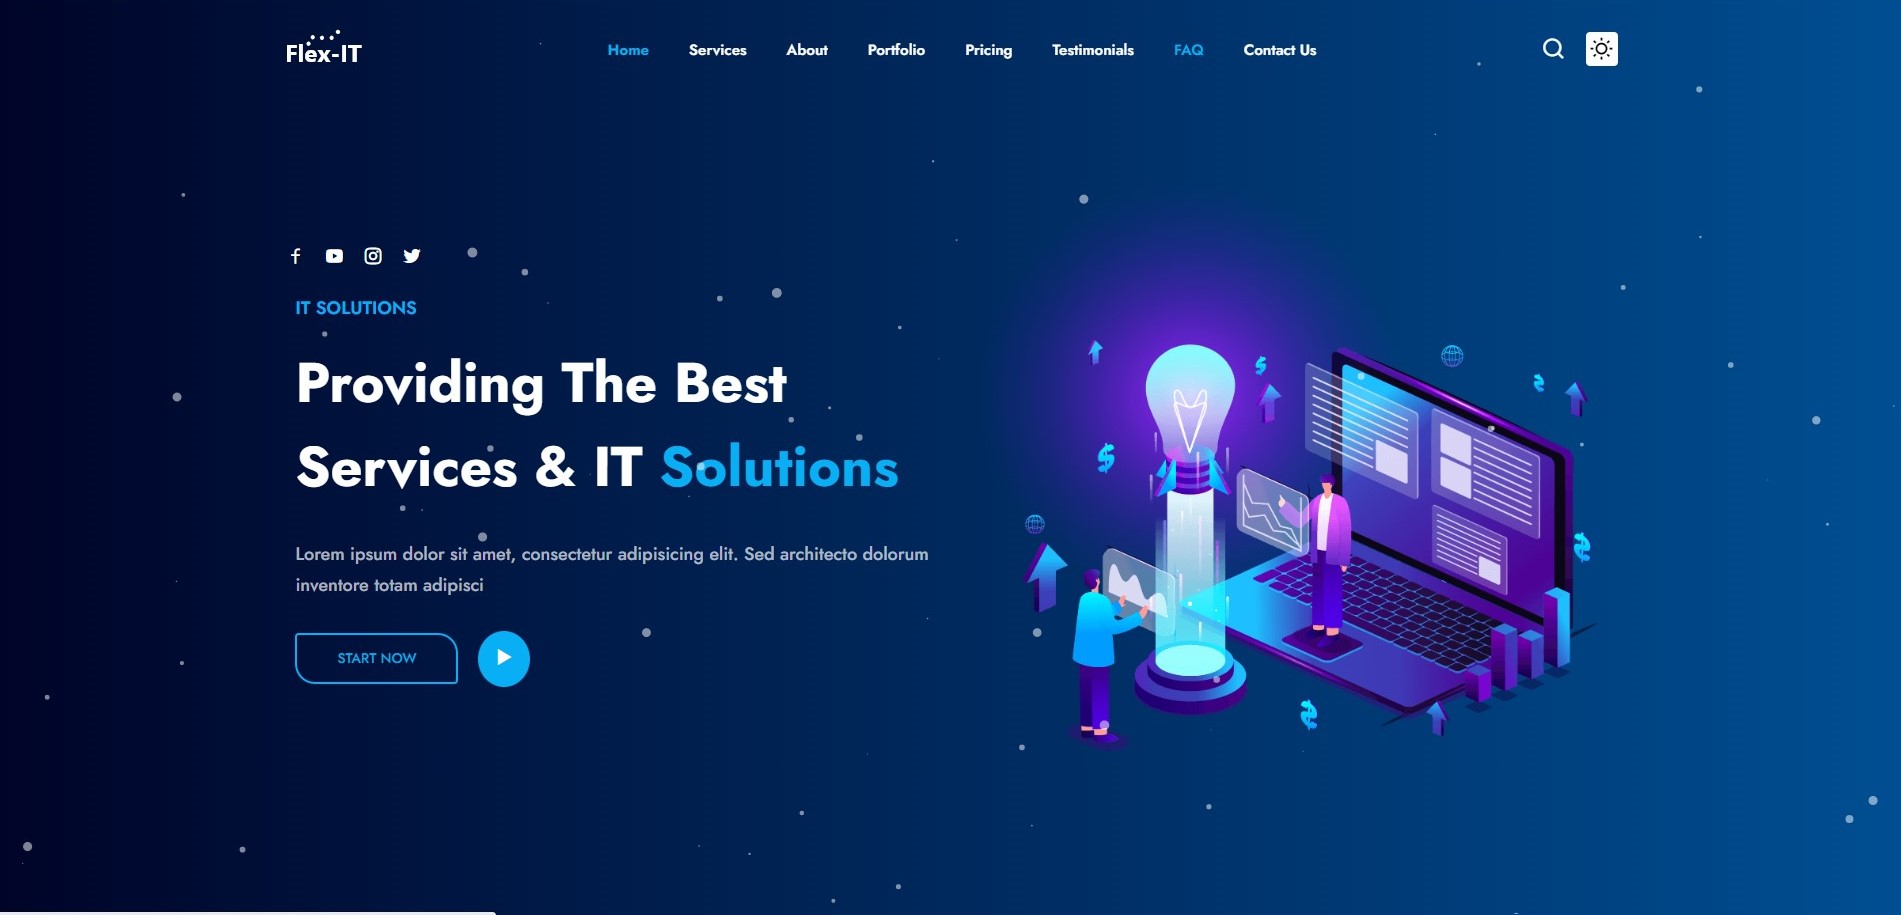 Flex-IT
Home Services About Portfolio Pricing Testimonials FAQ Contact Us
IT SOLUTIONS
Providing The Best
Services & IT Solutions
Lorem ipsum dolor sit amet, consectetur adipisicing elit. Sed architecto dolorum
inventore totam adipisci
START NOW